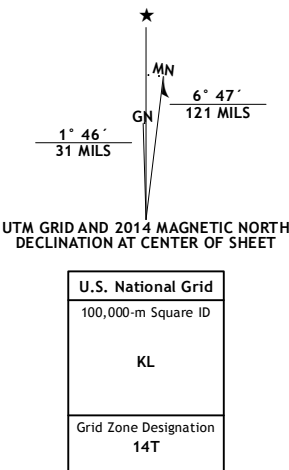 ★
MN
GN
6° 47´
121 MILS
1° 46´
31 MILS
UTM GRID AND 2014 MAGNETIC NORTH
DECLINATION AT CENTER OF SHEET
U.S. National Grid
100,000-m Square ID
KL
Grid Zone Designation
14T